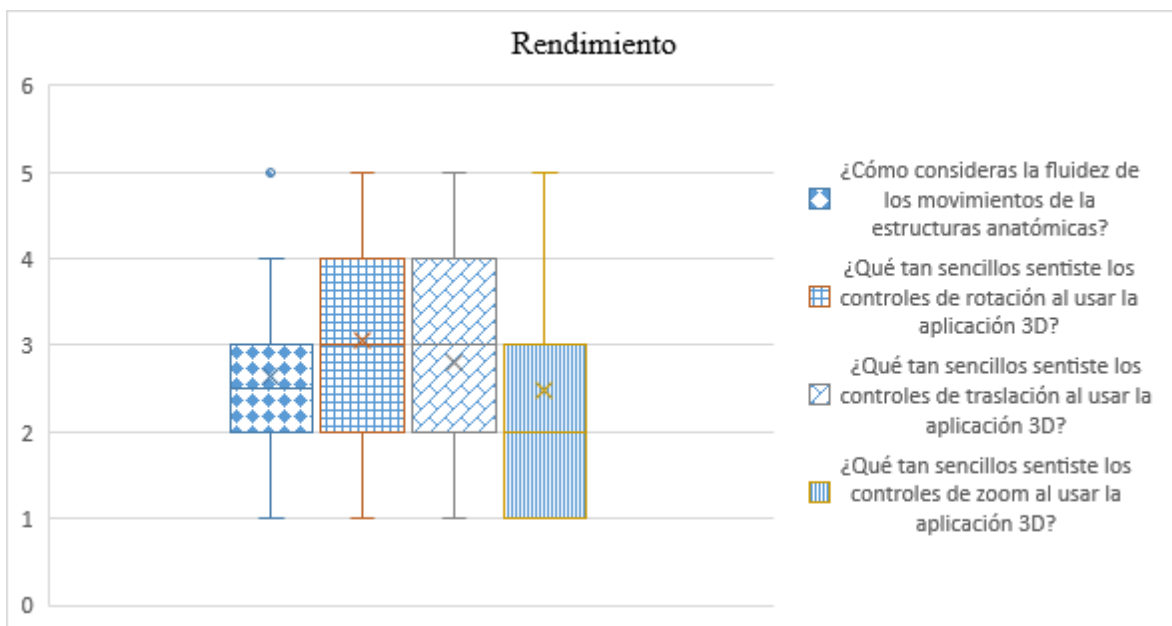 Rendimiento
6
5
4
3
2
1
0
¿Cómo consideras la fluidez de
los movimientos de la
estructuras anatómicas?
¿Qué tan sencillos sentiste los
controles de rotación al usar la
aplicación 3D?
¿Qué tan sencillos sentiste los
controles de traslación al usar la
aplicación 3D?
¿Qué tan sencillos sentiste los
controles de zoom al usar la
aplicación 3D?